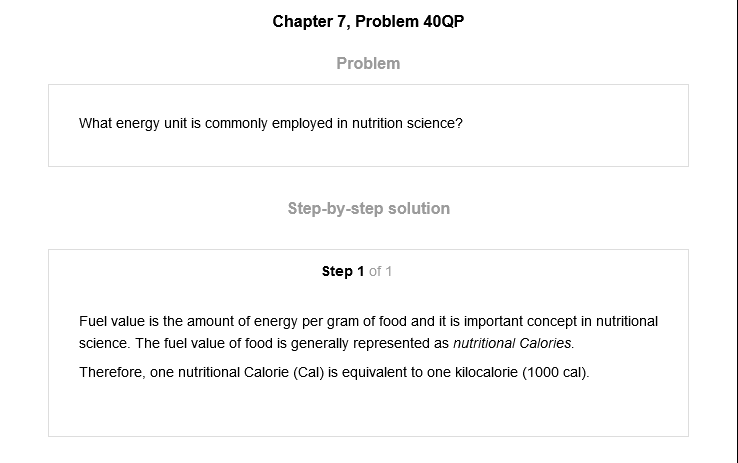 Chapter 7, Problem 40QP
Problem
What energy unit is commonly employed in nutrition science?
Step-by-step solution
Step 1 of 1
Fuel value is the amount of energy per gram of food and it is important concept in nutritional
science. The fuel value of food is generally represented as nutritional Calories.
Therefore, one nutritional Calorie (Cal) is equivalent to one kilocalorie (1000 cal).